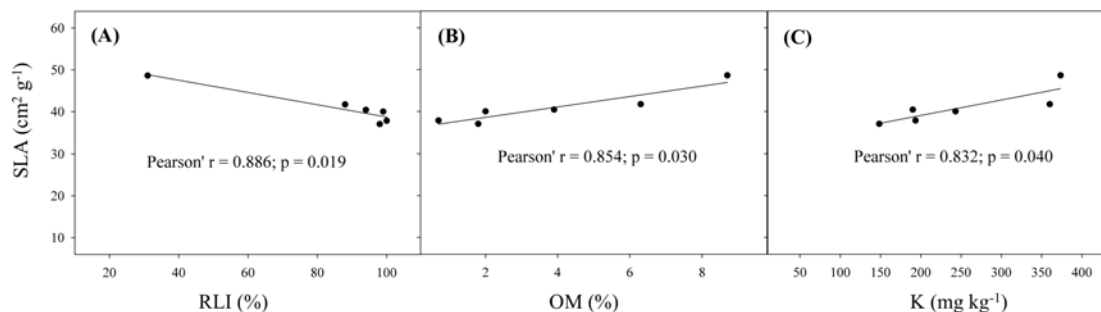 (A)
(B)
(C)
60
50
40
30
20
10
SLA (cm² g⁻¹)
Pearson' r = 0.886; p = 0.019
Pearson' r = 0.854; p = 0.030
Pearson' r = 0.832; p = 0.040
20 40 60 80 100
2 4 6 8
50 100 150 200 250 300 350 400
RLI (%)
OM (%)
K (mg kg⁻¹)